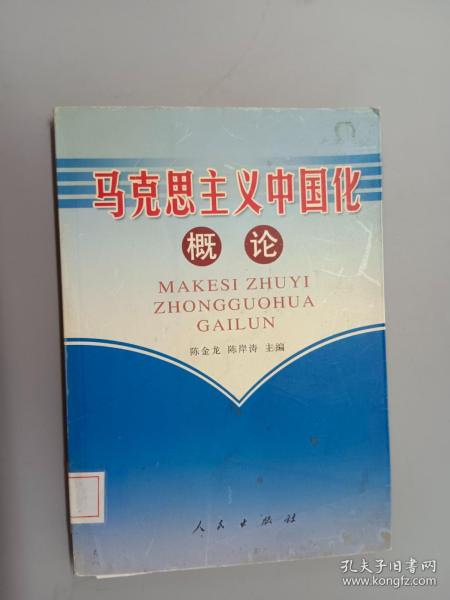 马克思主义中国化
概论
MAKESI ZHUYI
ZHONGGUOHUA
GAILUN
陈金龙 陈岸涛 主编
人民出版社
孔夫子旧书网
www.kongfz.com